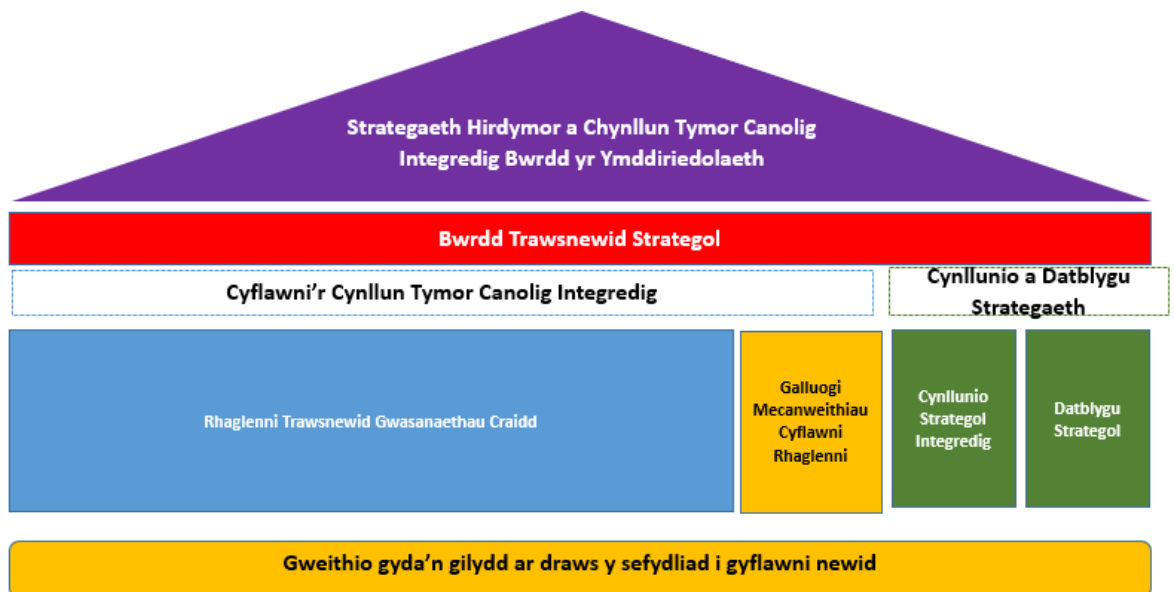 Strategaeth Hirdymor a Chynllun Tymor Canolig
Integredig Bwrdd yr Ymddiriedolaeth
Bwrdd Trawsnewid Strategol
Cyflawni’r Cynllun Tymor Canolig Integredig
Cynllunio a Datblygu
Strategaeth
Rhaglenni Trawsnewid Gwasanaethau Craidd
Galluogi
Mecanweithiau
Cyflawni
Rhaglenni
Cynllunio
Strategol
Integredig
Datblygu
Strategol
Gweithio gyda’n gilydd ar draws y sefydliad i gyflawni newid